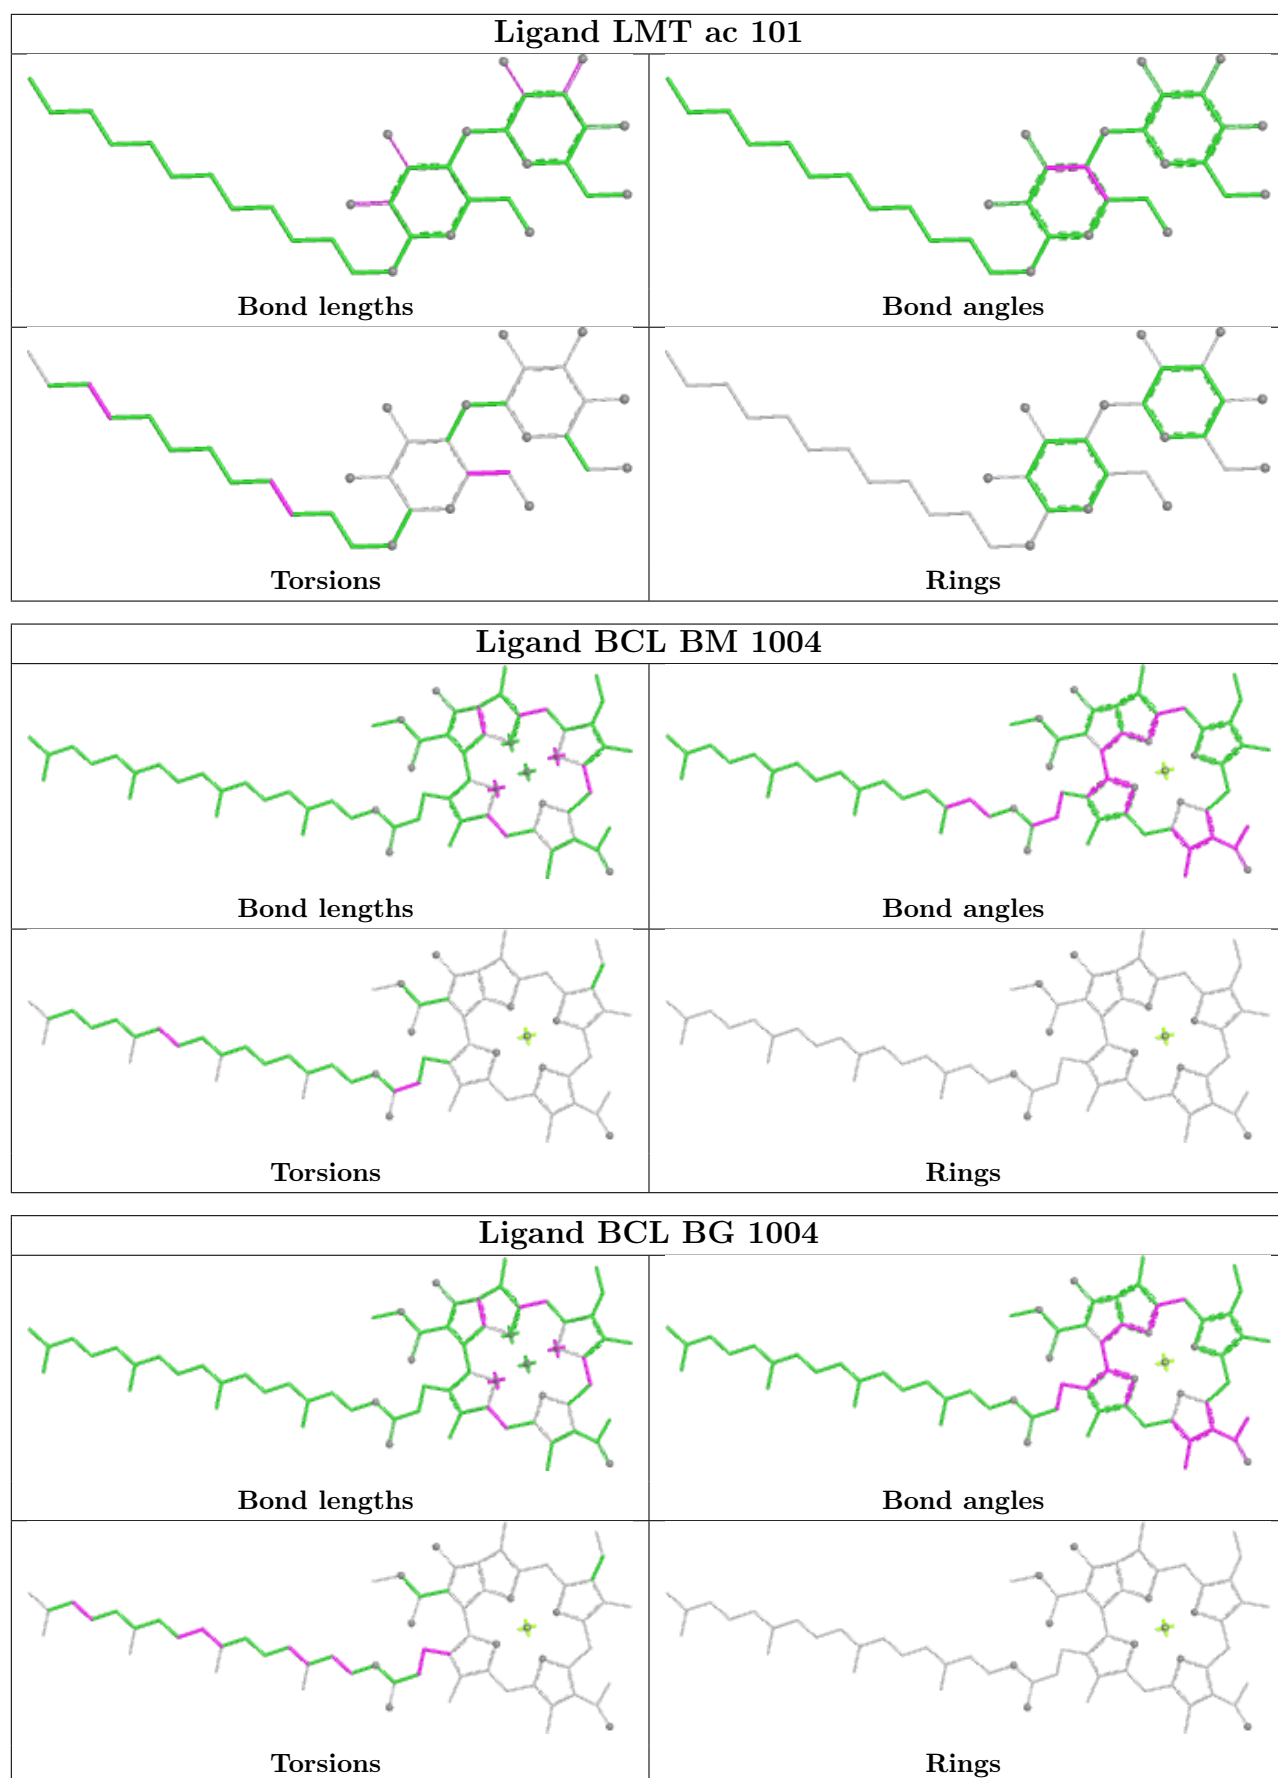 Ligand LMT ac 101
Bond lengths
Bond angles
Torsions
Rings
Ligand BCL BM 1004
Bond lengths
Bond angles
Torsions
Rings
Ligand BCL BG 1004
Bond lengths
Bond angles
Torsions
Rings